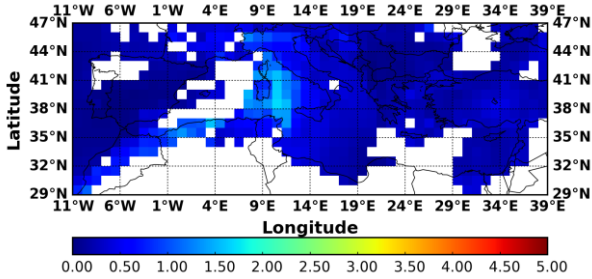 11°W 6°W 1°W 4°E 9°E 14°E 19°E 24°E 29°E 34°E 39°E
47°N 47°N
44°N 44°N
41°N 41°N
38°N 38°N
35°N 35°N
32°N 32°N
29°N 29°N
Latitude
11°W 6°W 1°W 4°E 9°E 14°E 19°E 24°E 29°E 34°E 39°E
Longitude
0.00 0.50 1.00 1.50 2.00 2.50 3.00 3.50 4.00 4.50 5.00